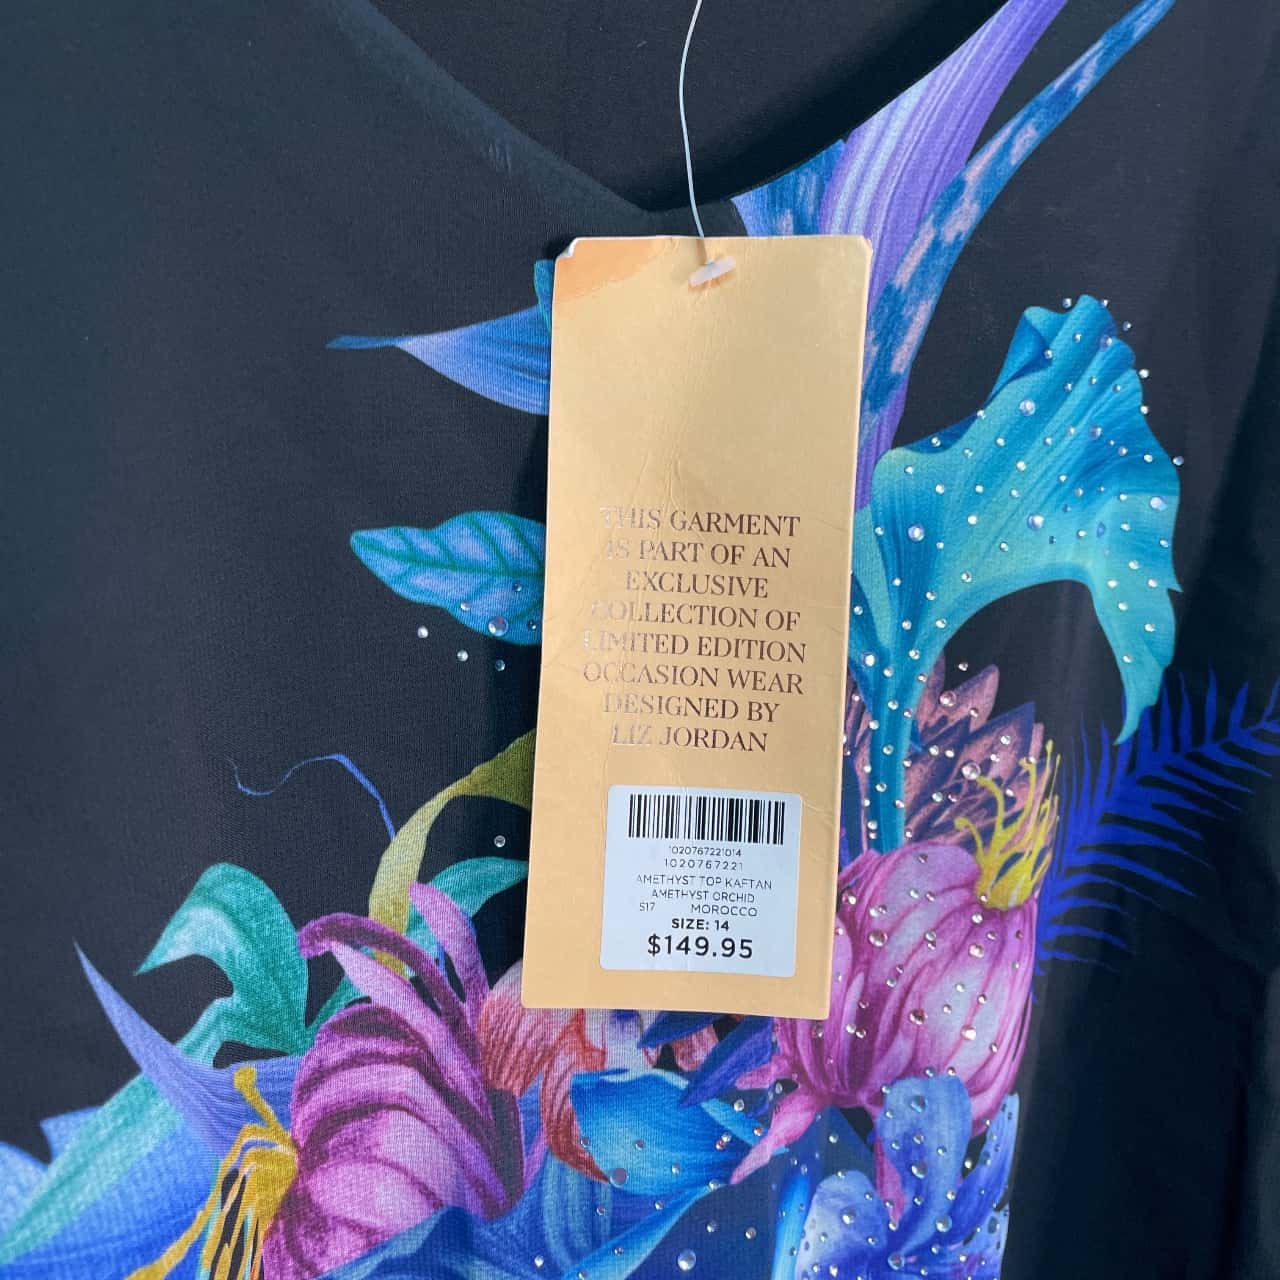 THIS GARMENT
IS PART OF AN
EXCLUSIVE
COLLECTION OF
LIMITED EDITION
OCCASION WEAR
DESIGNED BY
LIZ JORDAN
1020767221014
1020767221
AMETHYST TOP KAFTAN
AMETHYST ORCHID
S17 MOROCCO
SIZE: 14
$149.95